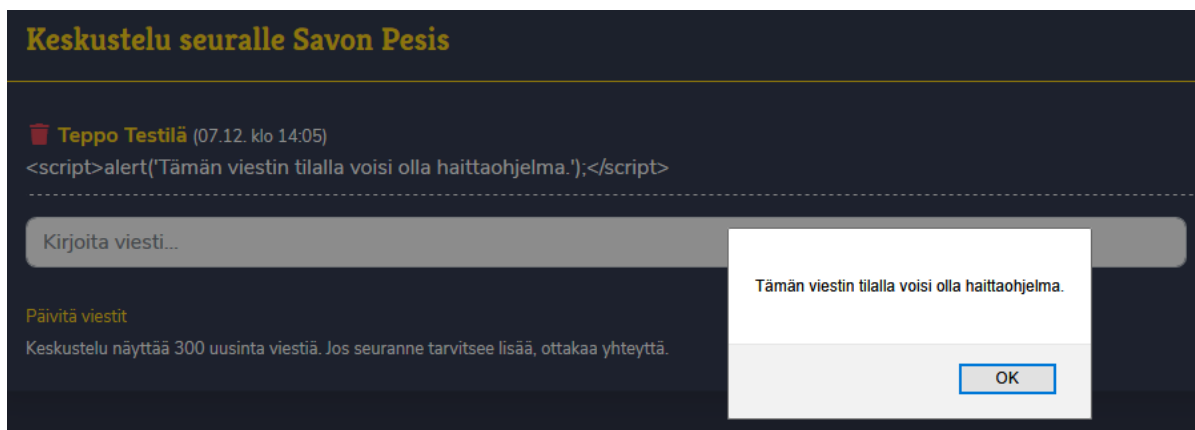 Keskustelu seuralle Savon Pesis
Teppo Testilä (07.12. klo 14:05)
<script>alert('Tämän viestin tilalla voisi olla haittaohjelma.');</script>
Kirjoita viesti...
Tämän viestin tilalla voisi olla haittaohjelma.
OK
Päivitä viestit
Keskustelu näyttää 300 uusinta viestiä. Jos seuranne tarvitsee lisää, ottakaa yhteyttä.